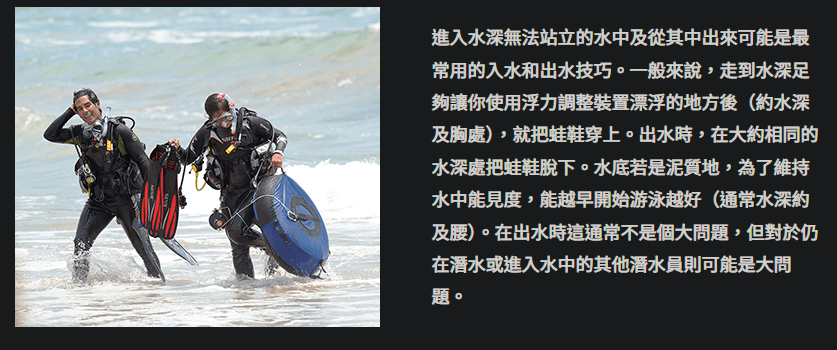 進入水深無法站立的水中及從其中出來可能是最
常用的入水和出水技巧。一般來說，走到水深足
夠讓你使用浮力調整裝置漂浮的地方後（約水深
及胸處），就把蛙鞋穿上。出水時，在大約相同的
水深處把蛙鞋脫下。水底若是泥質地，為了維持
水中能見度，能越早開始游泳越好（通常水深約
及腰）。在出水時這通常不是個大問題，但對於仍
在潛水或進入水中的其他潛水員則可能是大問
題。